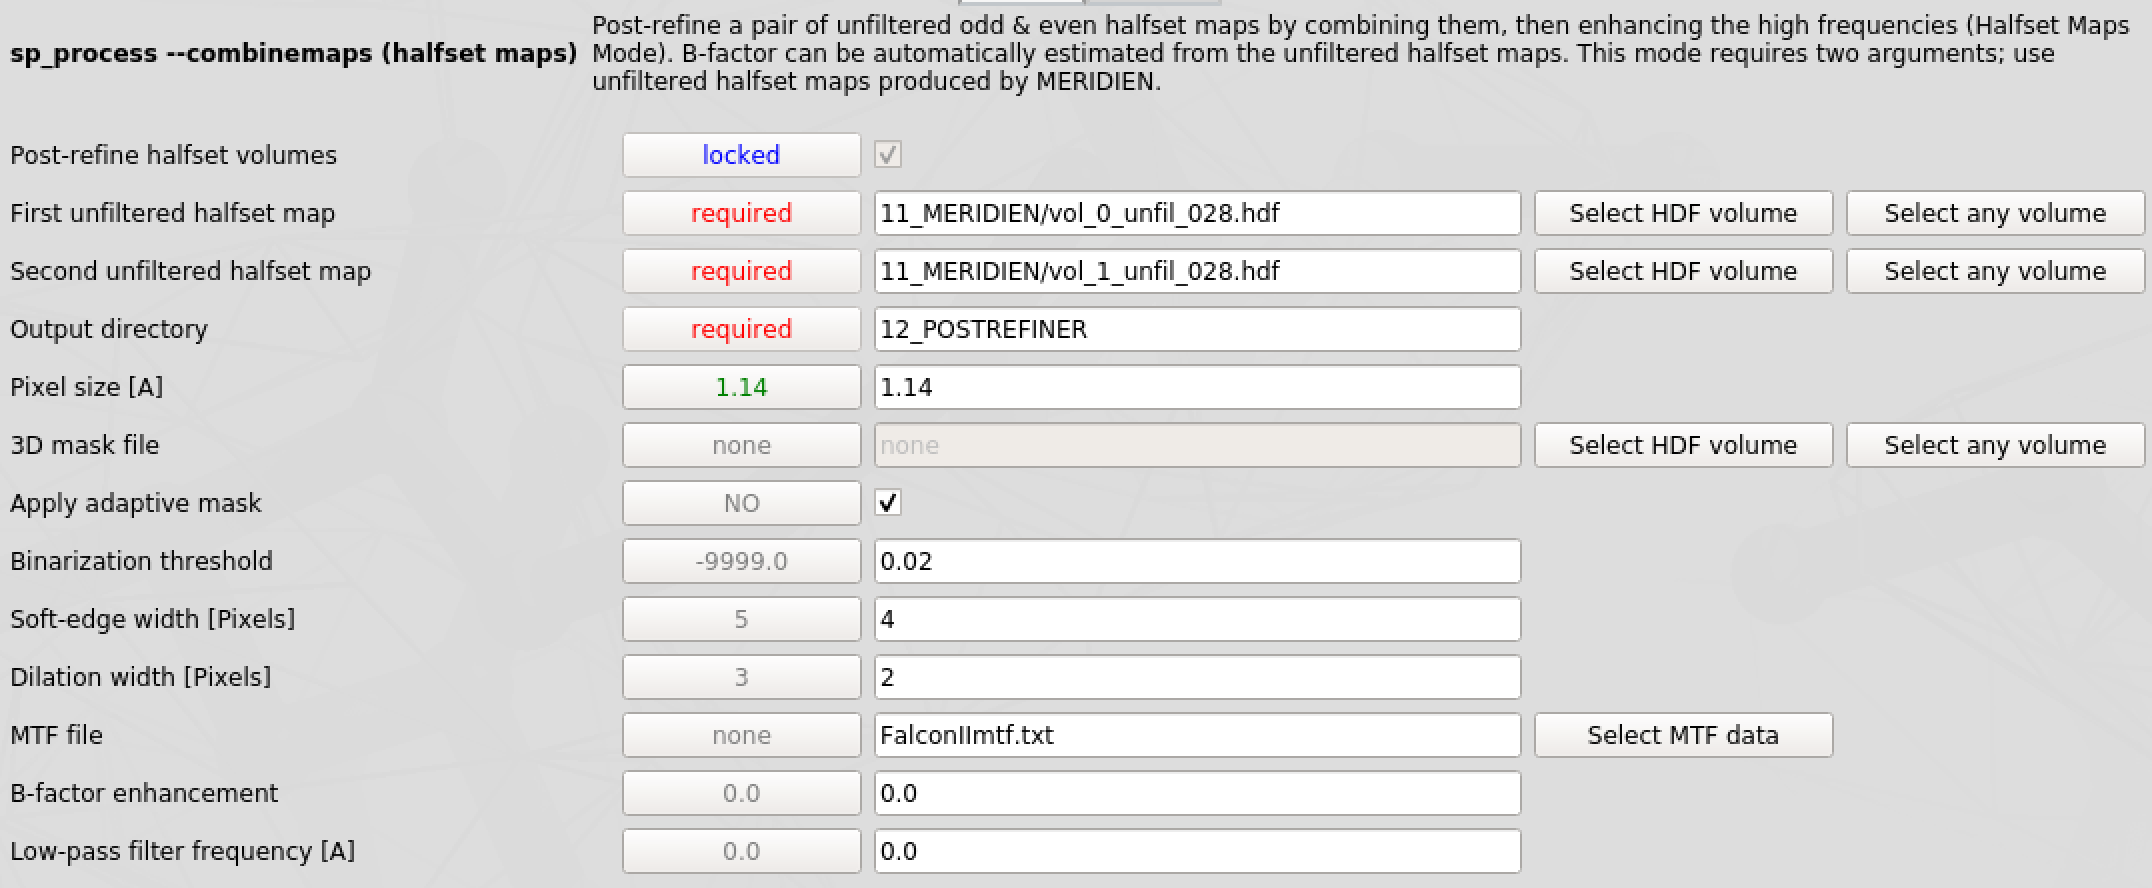 sp_process --combinemaps (halfset maps)
Post-refine a pair of unfiltered odd & even halfset maps by combining them, then enhancing the high frequencies (Halfset Maps
Mode). B-factor can be automatically estimated from the unfiltered halfset maps. This mode requires two arguments; use
unfiltered halfset maps produced by MERIDIEN.
Post-refine halfset volumes locked
First unfiltered halfset map required 11_MERIDIEN/vol_0_unfil_028.hdf Select HDF volume Select any volume
Second unfiltered halfset map required 11_MERIDIEN/vol_1_unfil_028.hdf Select HDF volume Select any volume
Output directory required 12_POSTREFINER
Pixel size [A] 1.14 1.14
3D mask file none none Select HDF volume Select any volume
Apply adaptive mask NO
Binarization threshold -9999.0 0.02
Soft-edge width [Pixels] 5 4
Dilation width [Pixels] 3 2
MTF file none FalconIImtf.txt Select MTF data
B-factor enhancement 0.0 0.0
Low-pass filter frequency [A] 0.0 0.0